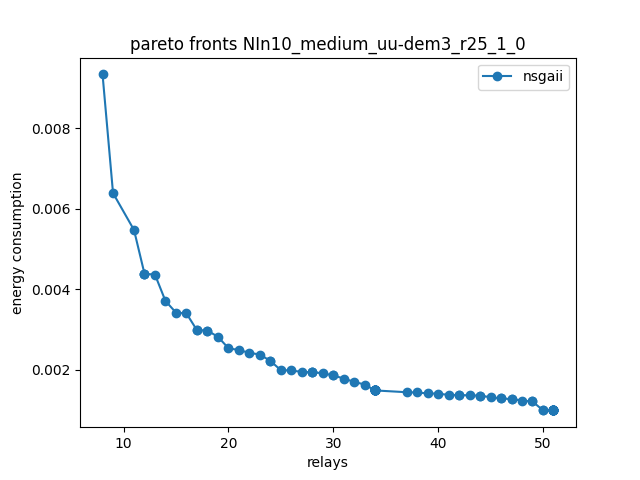 pareto fronts NIn10_medium_uu-dem3_r25_1_0
nsgaii
0.008
0.006
0.004
0.002
energy consumption
10 20 30 40 50
relays